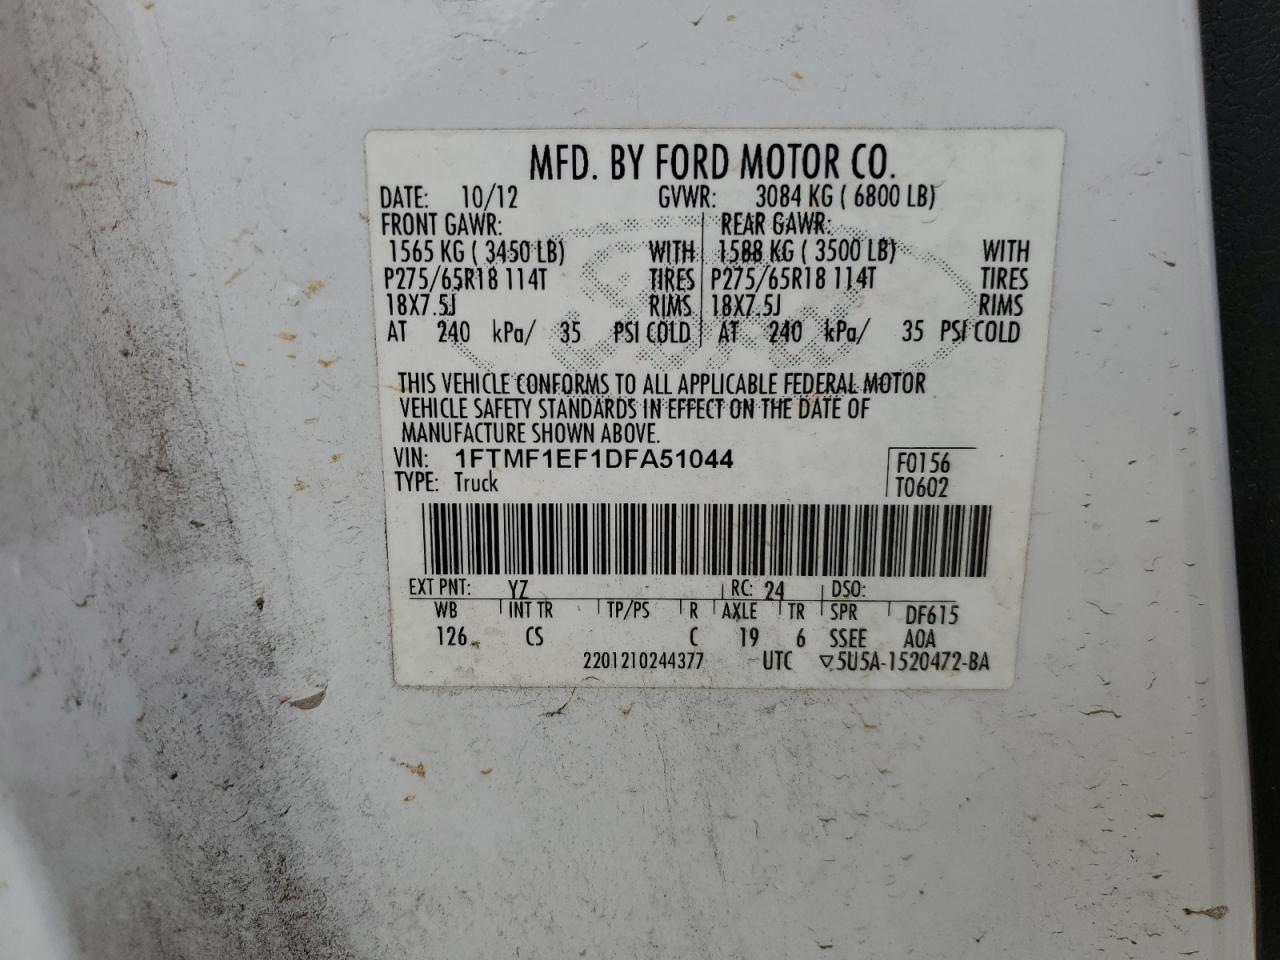 MFD. BY FORD MOTOR CO.
DATE: 10/12 GVWR: 3084 KG ( 6800 LB)
FRONT GAWR: REAR GAWR:
1565 KG ( 3450 LB) WITH 1588 KG ( 3500 LB) WITH
P275/65R18 114T TIRES P275/65R18 114T TIRES
18X7.5J RIMS 18X7.5J RIMS
AT 240 kPa/ 35 PSI COLD AT 240 kPa/ 35 PSI COLD
THIS VEHICLE CONFORMS TO ALL APPLICABLE FEDERAL MOTOR
VEHICLE SAFETY STANDARDS IN EFFECT ON THE DATE OF
MANUFACTURE SHOWN ABOVE.
VIN: 1FTMF1EF1DFA51044 F0156
TYPE: Truck T0602
EXT PNT: YZ RC: 24 DSO:
WB INT TR TP/PS R AXLE TR SPR DF615
126 CS C 19 6 SSEE A0A
2201210244377 UTC ▽5U5A-1520472-BA